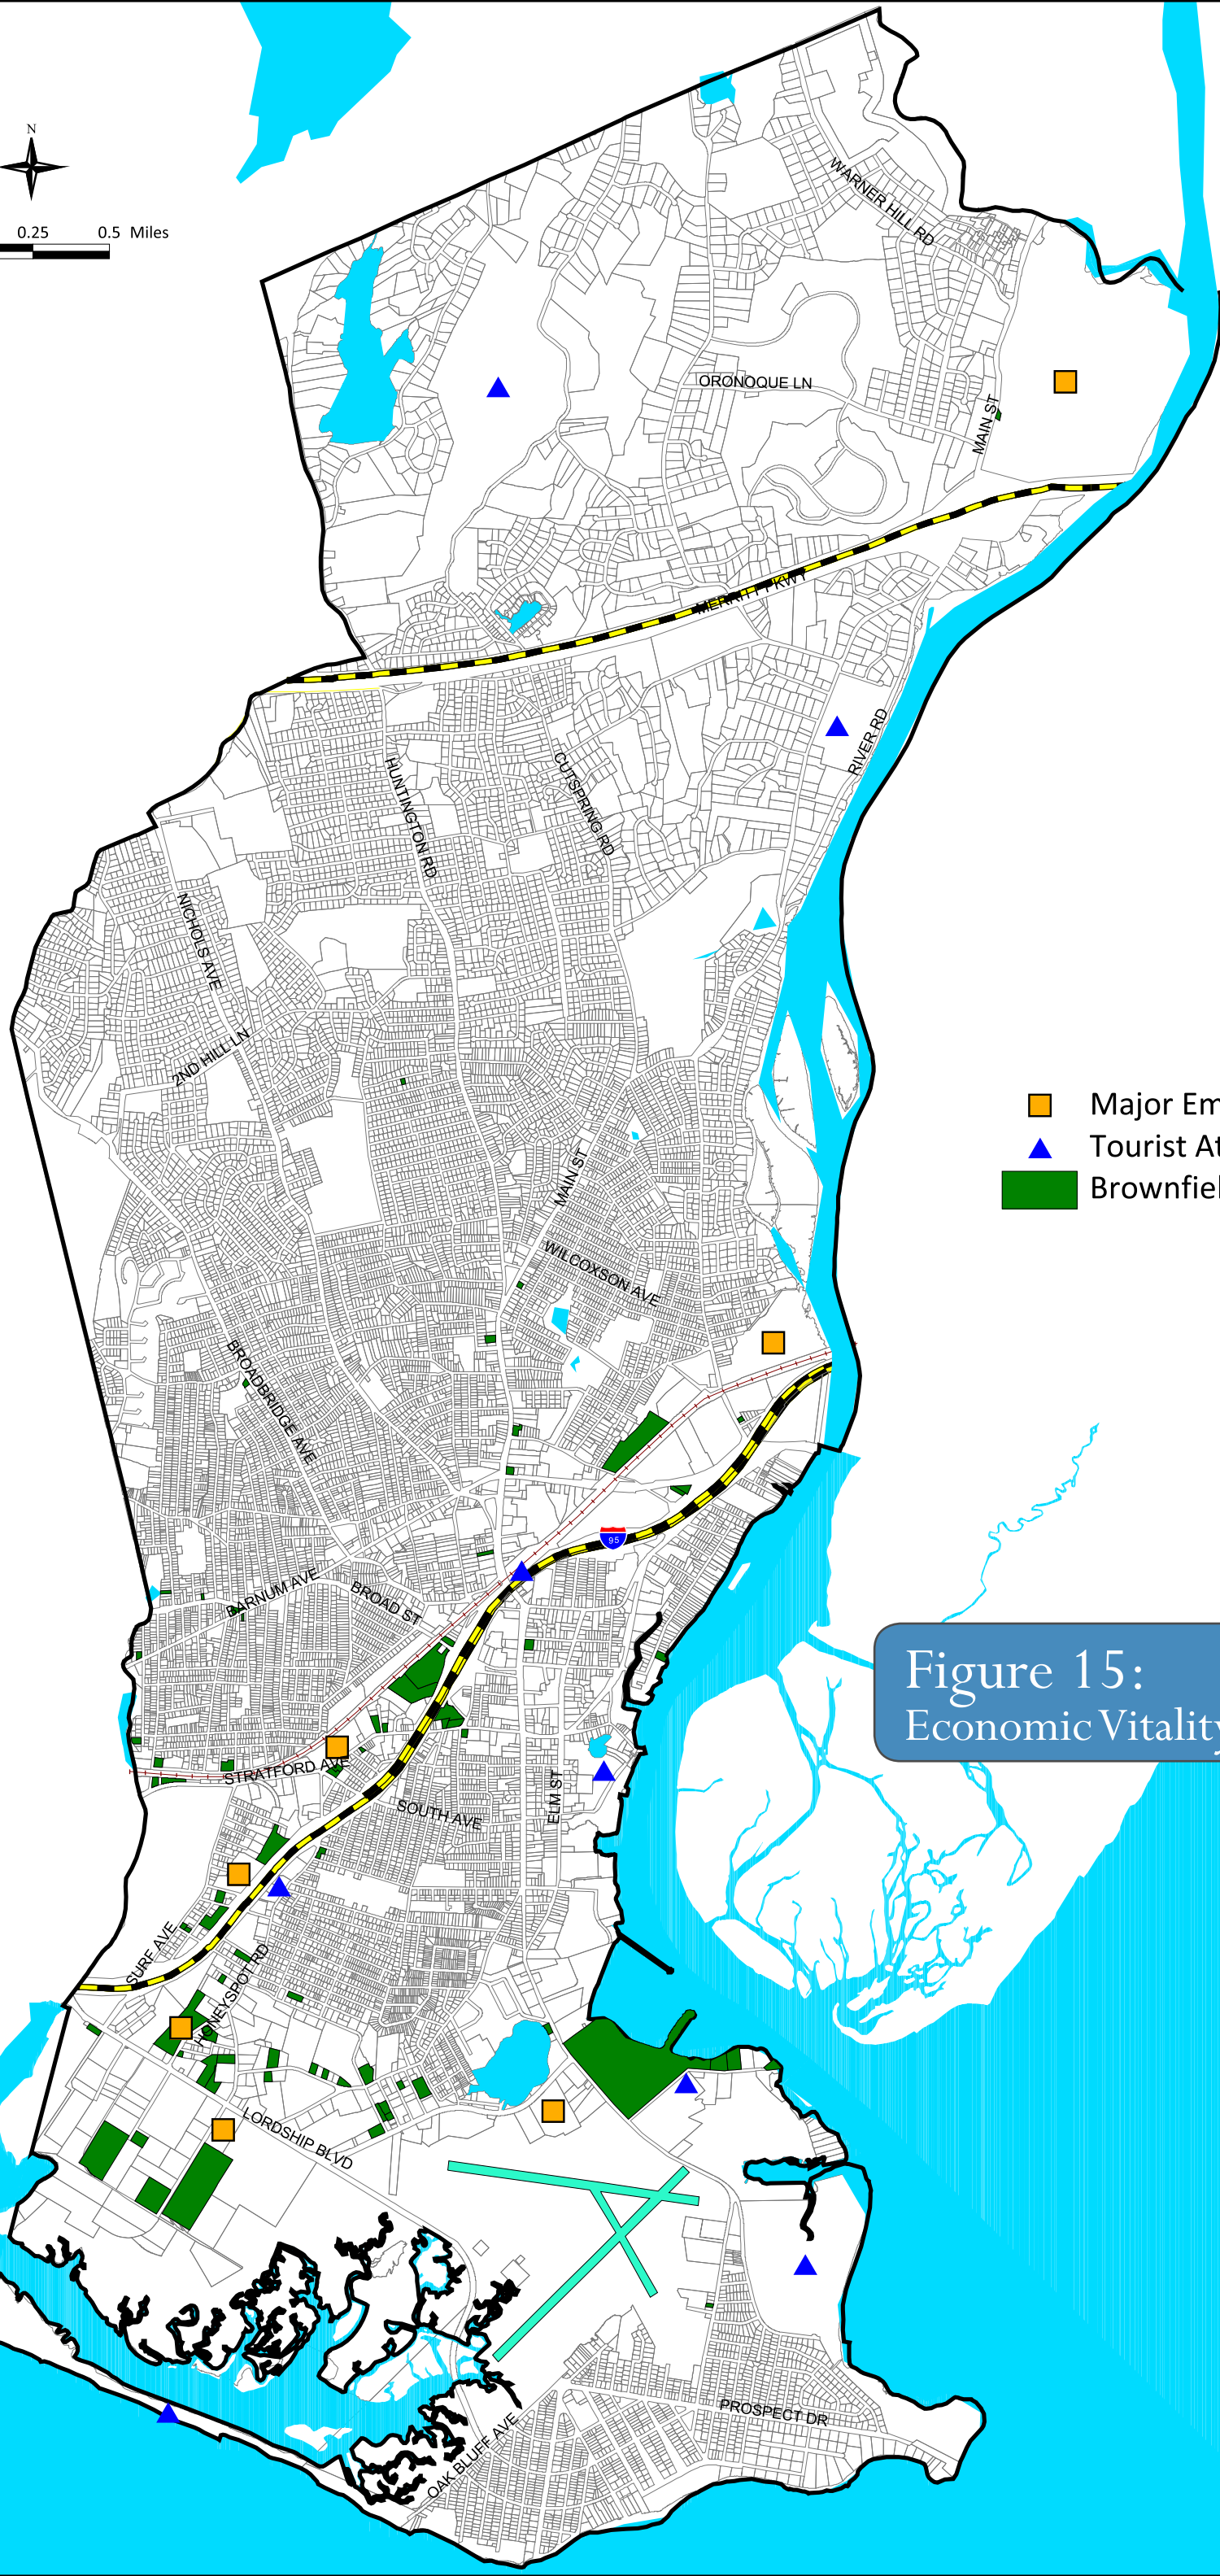 N
0.25 0.5 Miles
WARNER HILL RD
ORONOQUE LN
MAIN ST
MERRITT PKWY
RIVER RD
HUNTINGTON RD
CUTSPRING RD
NICHOLS AVE
2ND HILL LN
Major Em
Tourist At
Brownfiel
MAIN ST
WILCOXSON AVE
BROADBRIDGE AVE
95
BARNUM AVE
BROAD ST
Figure 15:
Economic Vitality
STRATFORD AVE
ELM ST
SOUTH AVE
SURF AVE
HONEYSPOT RD
LORDSHIP BLVD
PROSPECT DR
OAK BLUFF AVE